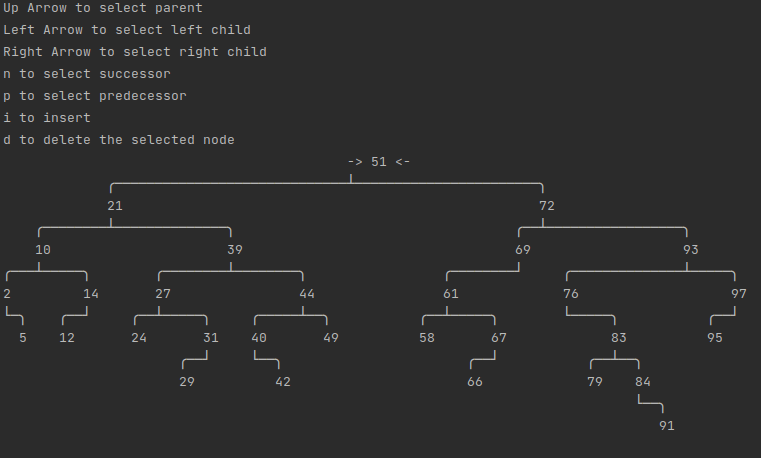 Up Arrow to select parent
Left Arrow to select left child
Right Arrow to select right child
n to select successor
p to select predecessor
i to insert
d to delete the selected node
-> 51 <-
21 72
10 39 69 93
2 14 27 44 61 76 97
5 12 24 31 40 49 58 67 83 95
29 42 66 79 84
91